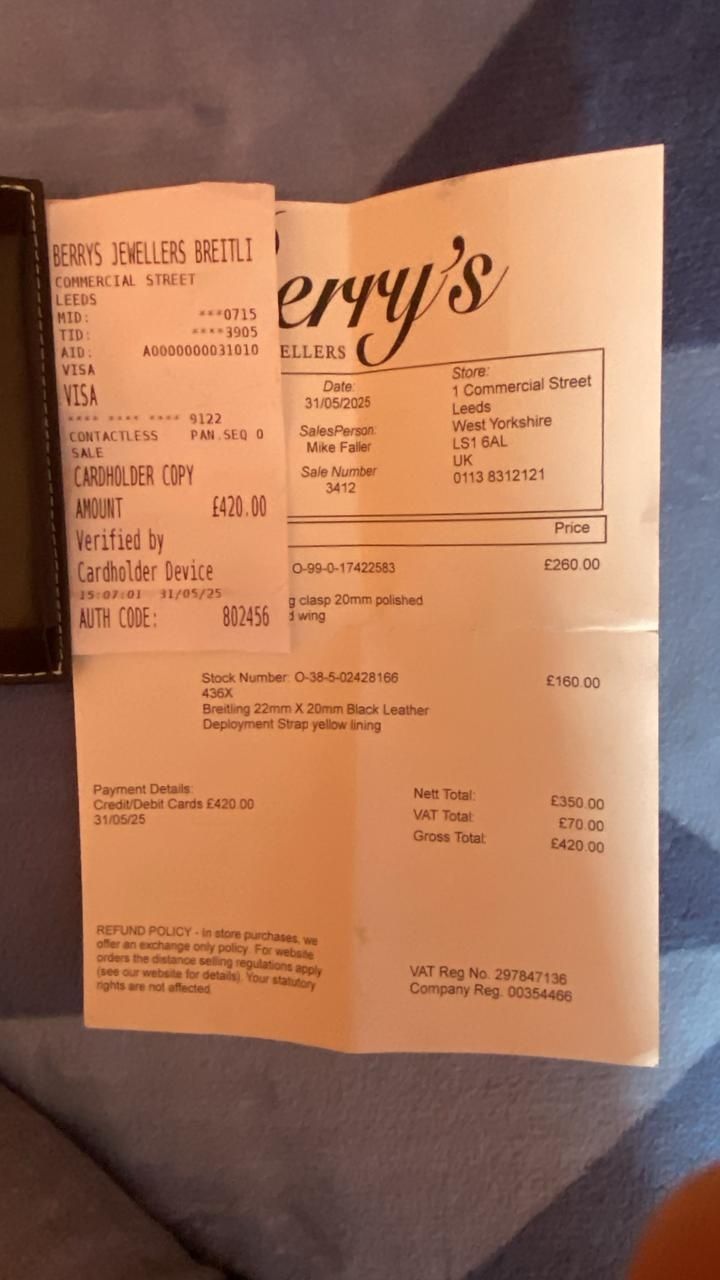 BERRYS JEWELLERS BREITLI
COMMERCIAL STREET
LEEDS
MID: ***0715
TID: ****3905
AID: A0000000031010
VISA
VISA
**** **** **** 9122
CONTACTLESS PAN.SEQ 0
SALE
CARDHOLDER COPY
AMOUNT £420.00
Verified by
Cardholder Device
15:07:01 31/05/25
AUTH CODE: 802456
erry's
ELLERS
Date:
31/05/2025
SalesPerson:
Mike Faller
Sale Number
3412
Store:
1 Commercial Street
Leeds
West Yorkshire
LS1 6AL
UK
0113 8312121
Price
O-99-0-17422583 £260.00
g clasp 20mm polished
d wing
Stock Number: O-38-5-02428166 £160.00
436X
Breitling 22mm X 20mm Black Leather
Deployment Strap yellow lining
Payment Details:
Credit/Debit Cards £420.00
31/05/25
Nett Total: £350.00
VAT Total: £70.00
Gross Total: £420.00
REFUND POLICY - In store purchases, we
offer an exchange only policy. For website
orders the distance selling regulations apply
(see our website for details). Your statutory
rights are not affected
VAT Reg No. 297847136
Company Reg. 00354466